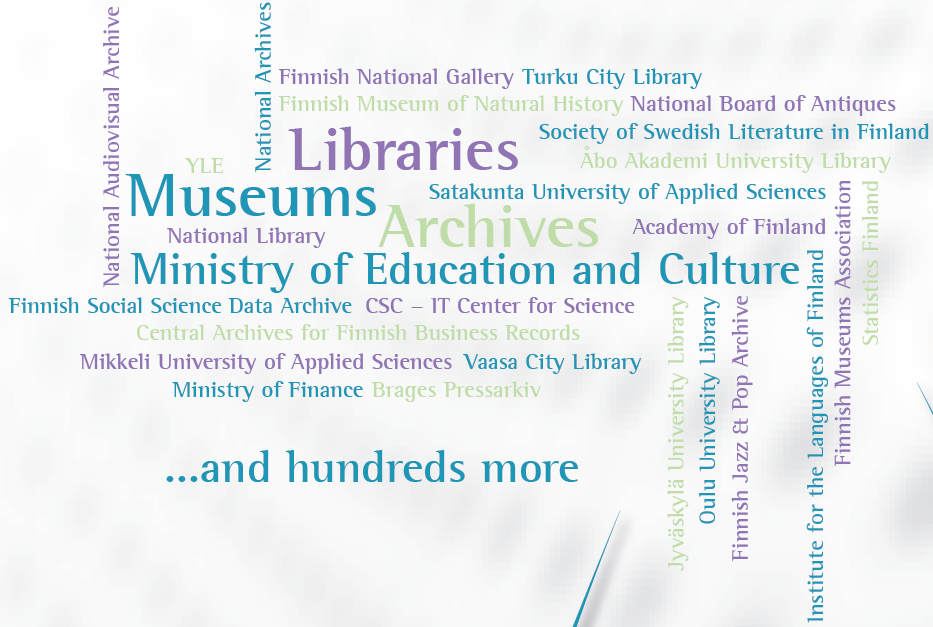 National Audiovisual Archive
National Archives
Finnish National Gallery Turku City Library
Finnish Museum of Natural History National Board of Antiques
Society of Swedish Literature in Finland
Libraries
YLE
Åbo Akademi University Library
Museums
Satakunta University of Applied Sciences
Archives
National Library
Academy of Finland
Ministry of Education and Culture
Finnish Social Science Data Archive CSC – IT Center for Science
Central Archives for Finnish Business Records
Mikkeli University of Applied Sciences Vaasa City Library
Ministry of Finance Brages Pressarkiv
Jyväskylä University Library
Oulu University Library
Finnish Jazz & Pop Archive
Institute for the Languages of Finland
Finnish Museums Association
Statistics Finland
...and hundreds more